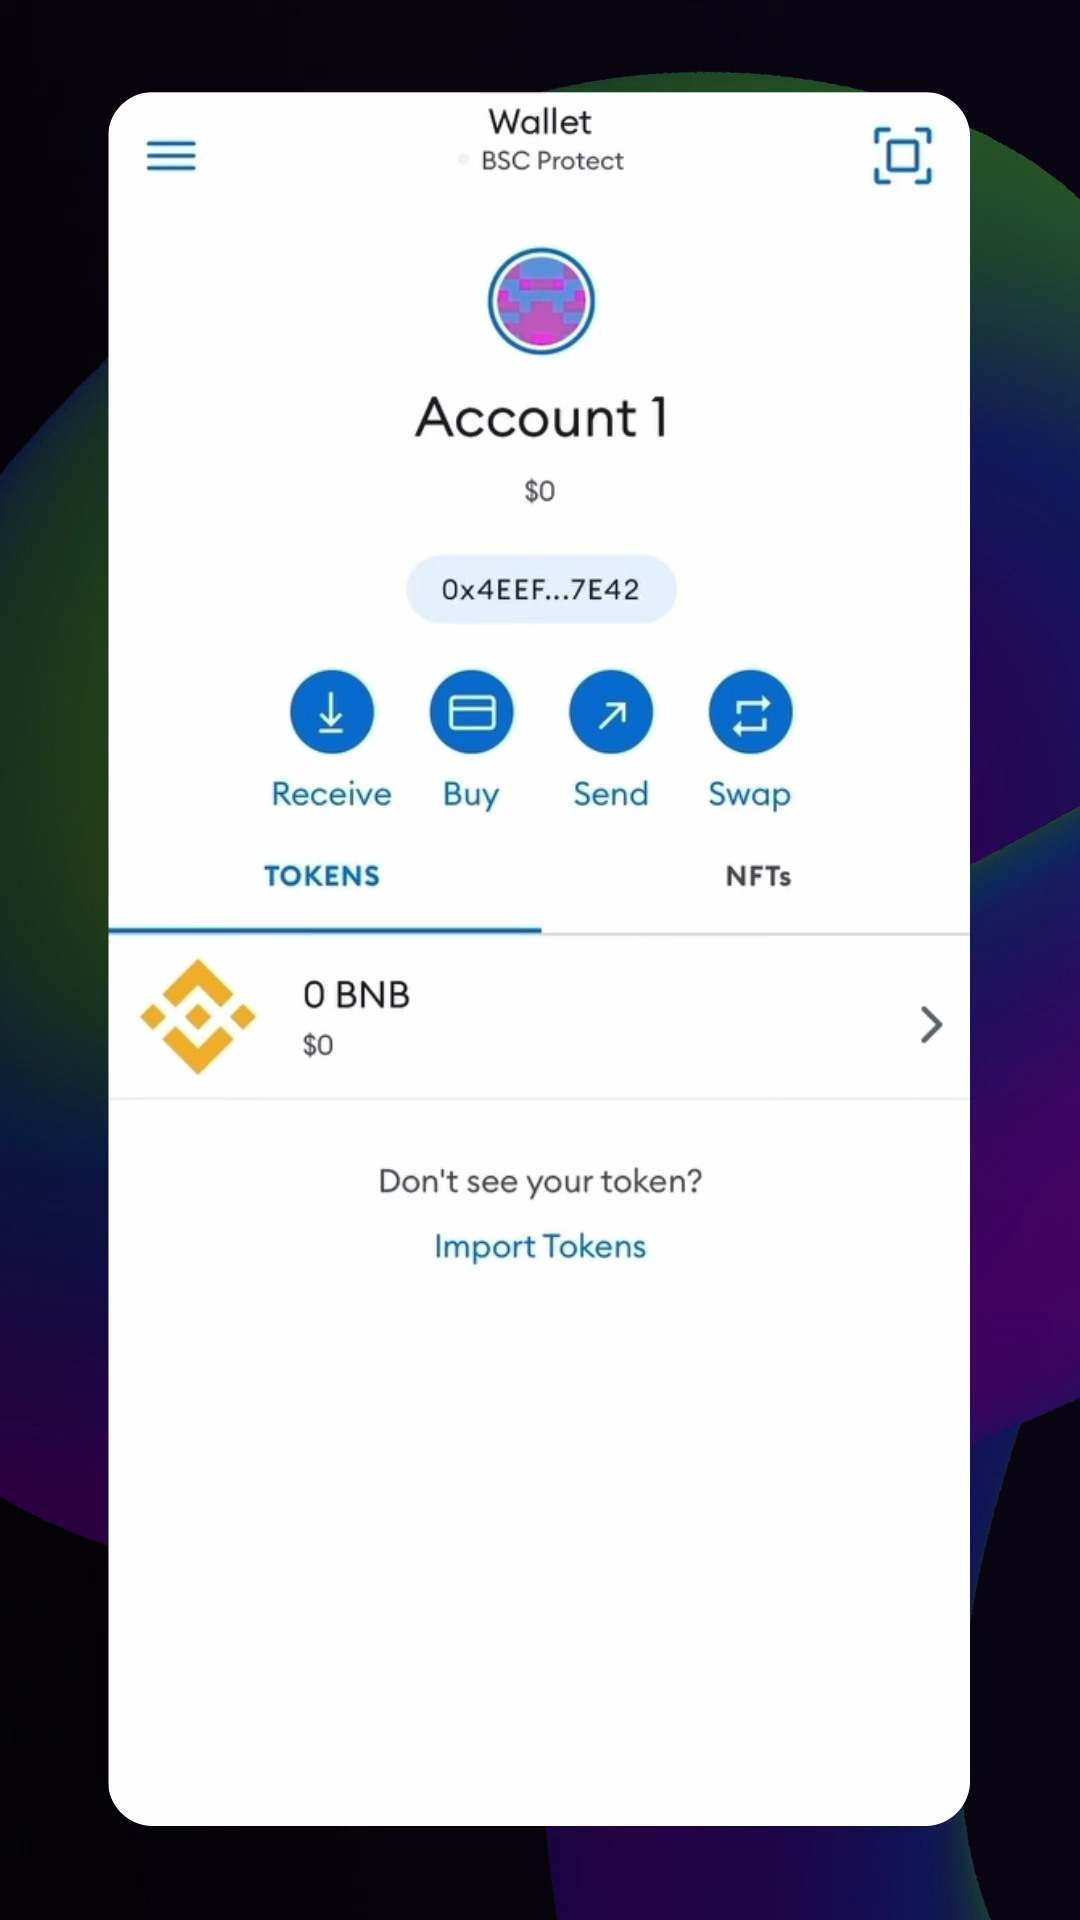 Wallet
BSC Protect
Account 1
$0
0x4EEF...7E42
Receive Buy Send Swap
TOKENS NFTs
0 BNB
$0
Don't see your token?
Import Tokens